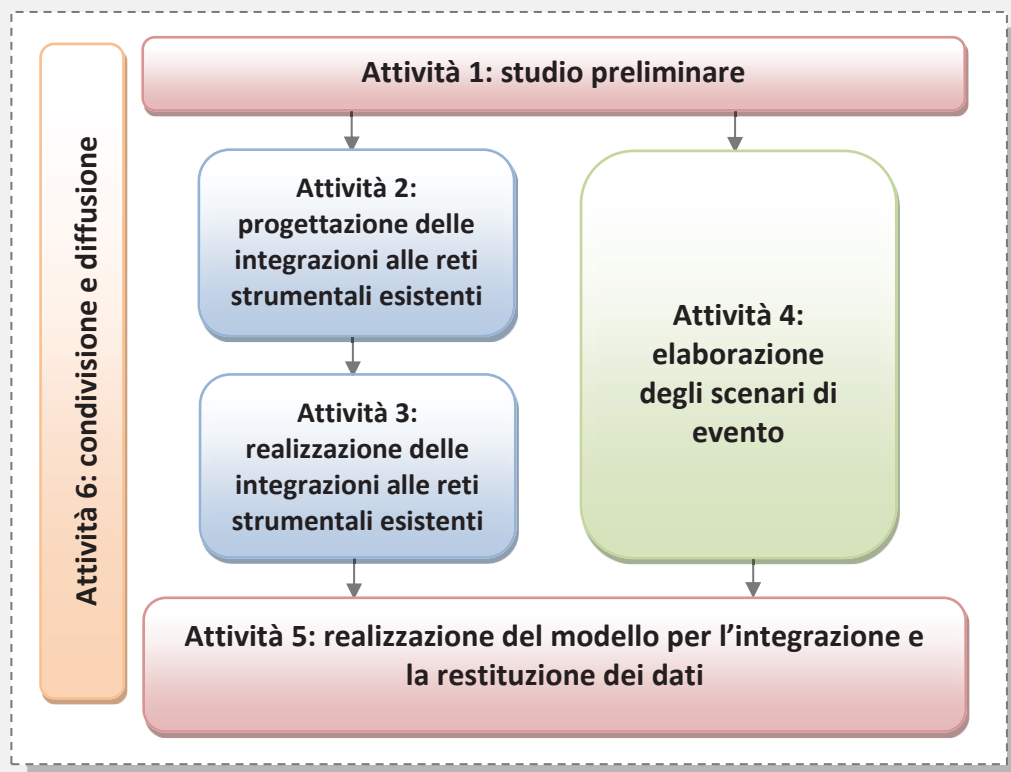 Attività 6: condivisione e diffusione
Attività 1: studio preliminare
Attività 2:
progettazione delle
integrazioni alle reti
strumentali esistenti
Attività 3:
realizzazione delle
integrazioni alle reti
strumentali esistenti
Attività 4:
elaborazione
degli scenari di
evento
Attività 5: realizzazione del modello per l’integrazione e
la restituzione dei dati